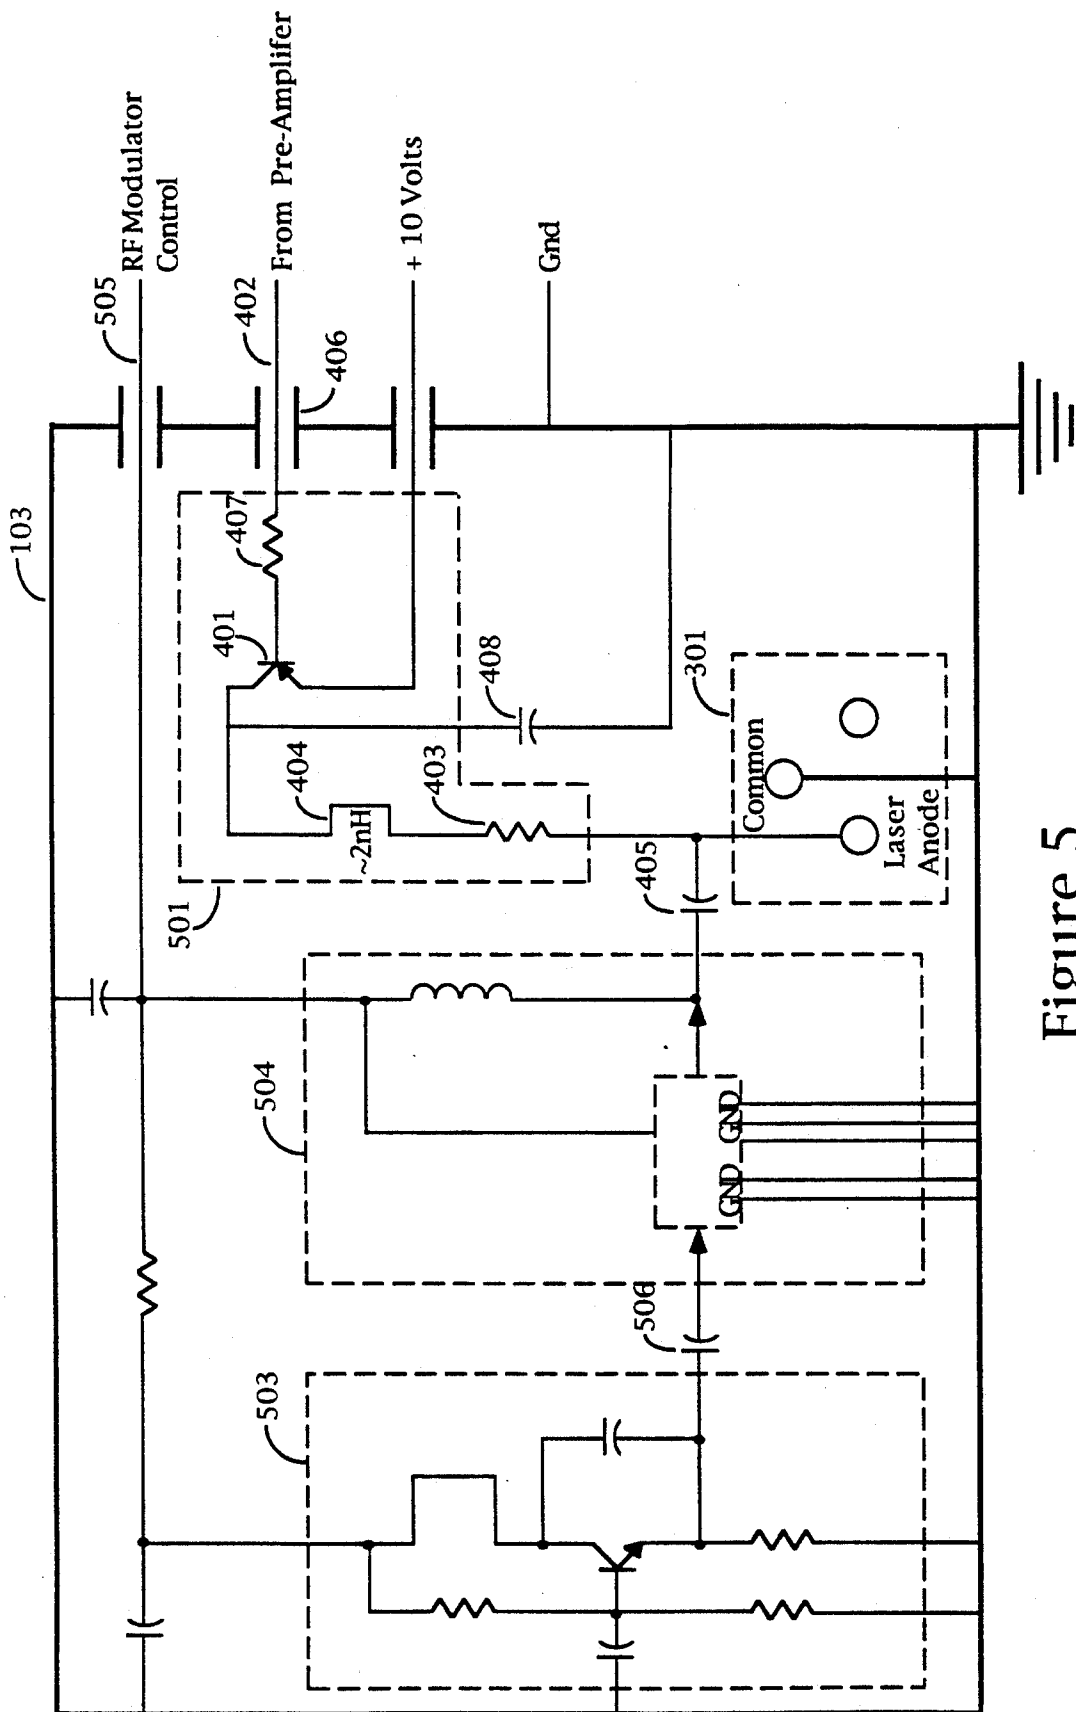 103
505
RF Modulator
Control
402
From Pre-Amplifer
406
+ 10 Volts
Gnd
407
401
408
404
~2nH
403
501
301
Common
Laser
Anode
405
504
GND
GND
506
503
Figure 5